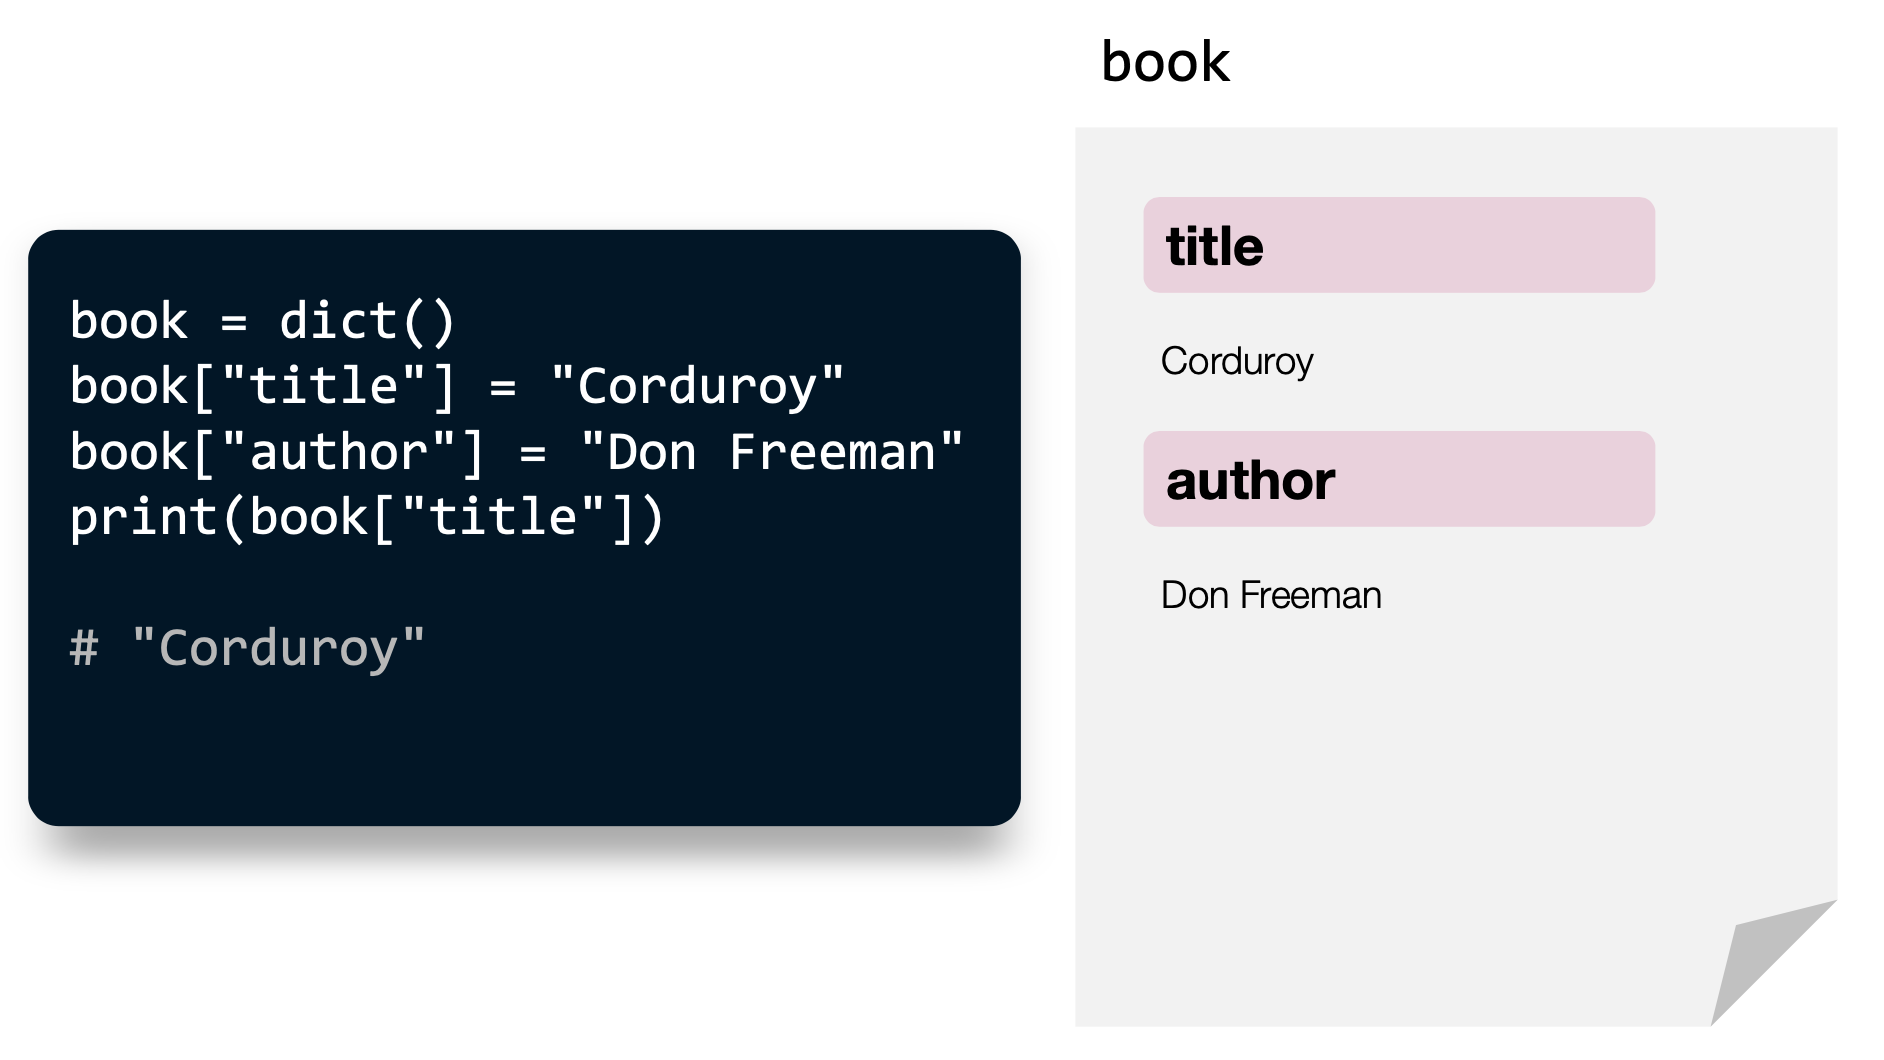 book = dict()
book["title"] = "Corduroy"
book["author"] = "Don Freeman"
print(book["title"])
# "Corduroy"
book
title
Corduroy
author
Don Freeman